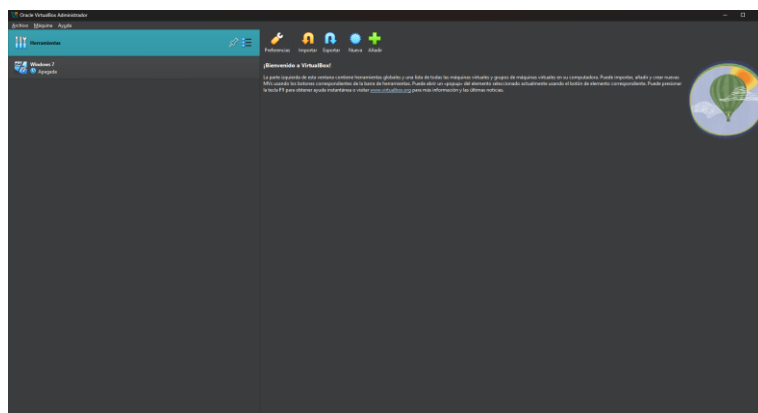 Oracle VirtualBox Administrador
Archivo Máquina Ayuda
Herramientas
Preferencias Importar Exportar Nueva Añadir
Windows 7
Apagada
¡Bienvenido a VirtualBox!
La parte izquierda de esta ventana contiene herramientas globales y una lista de todas las máquinas virtuales y grupos de máquinas virtuales en su computadora. Puede importar, añadir y crear nuevas
MVs usando los botones correspondientes de la barra de herramientas. Puede abrir un «popup» del elemento seleccionado actualmente usando el botón de elemento correspondiente. Puede presionar
la tecla F1 para obtener ayuda instantánea o visitar www.virtualbox.org para más información y las últimas noticias.